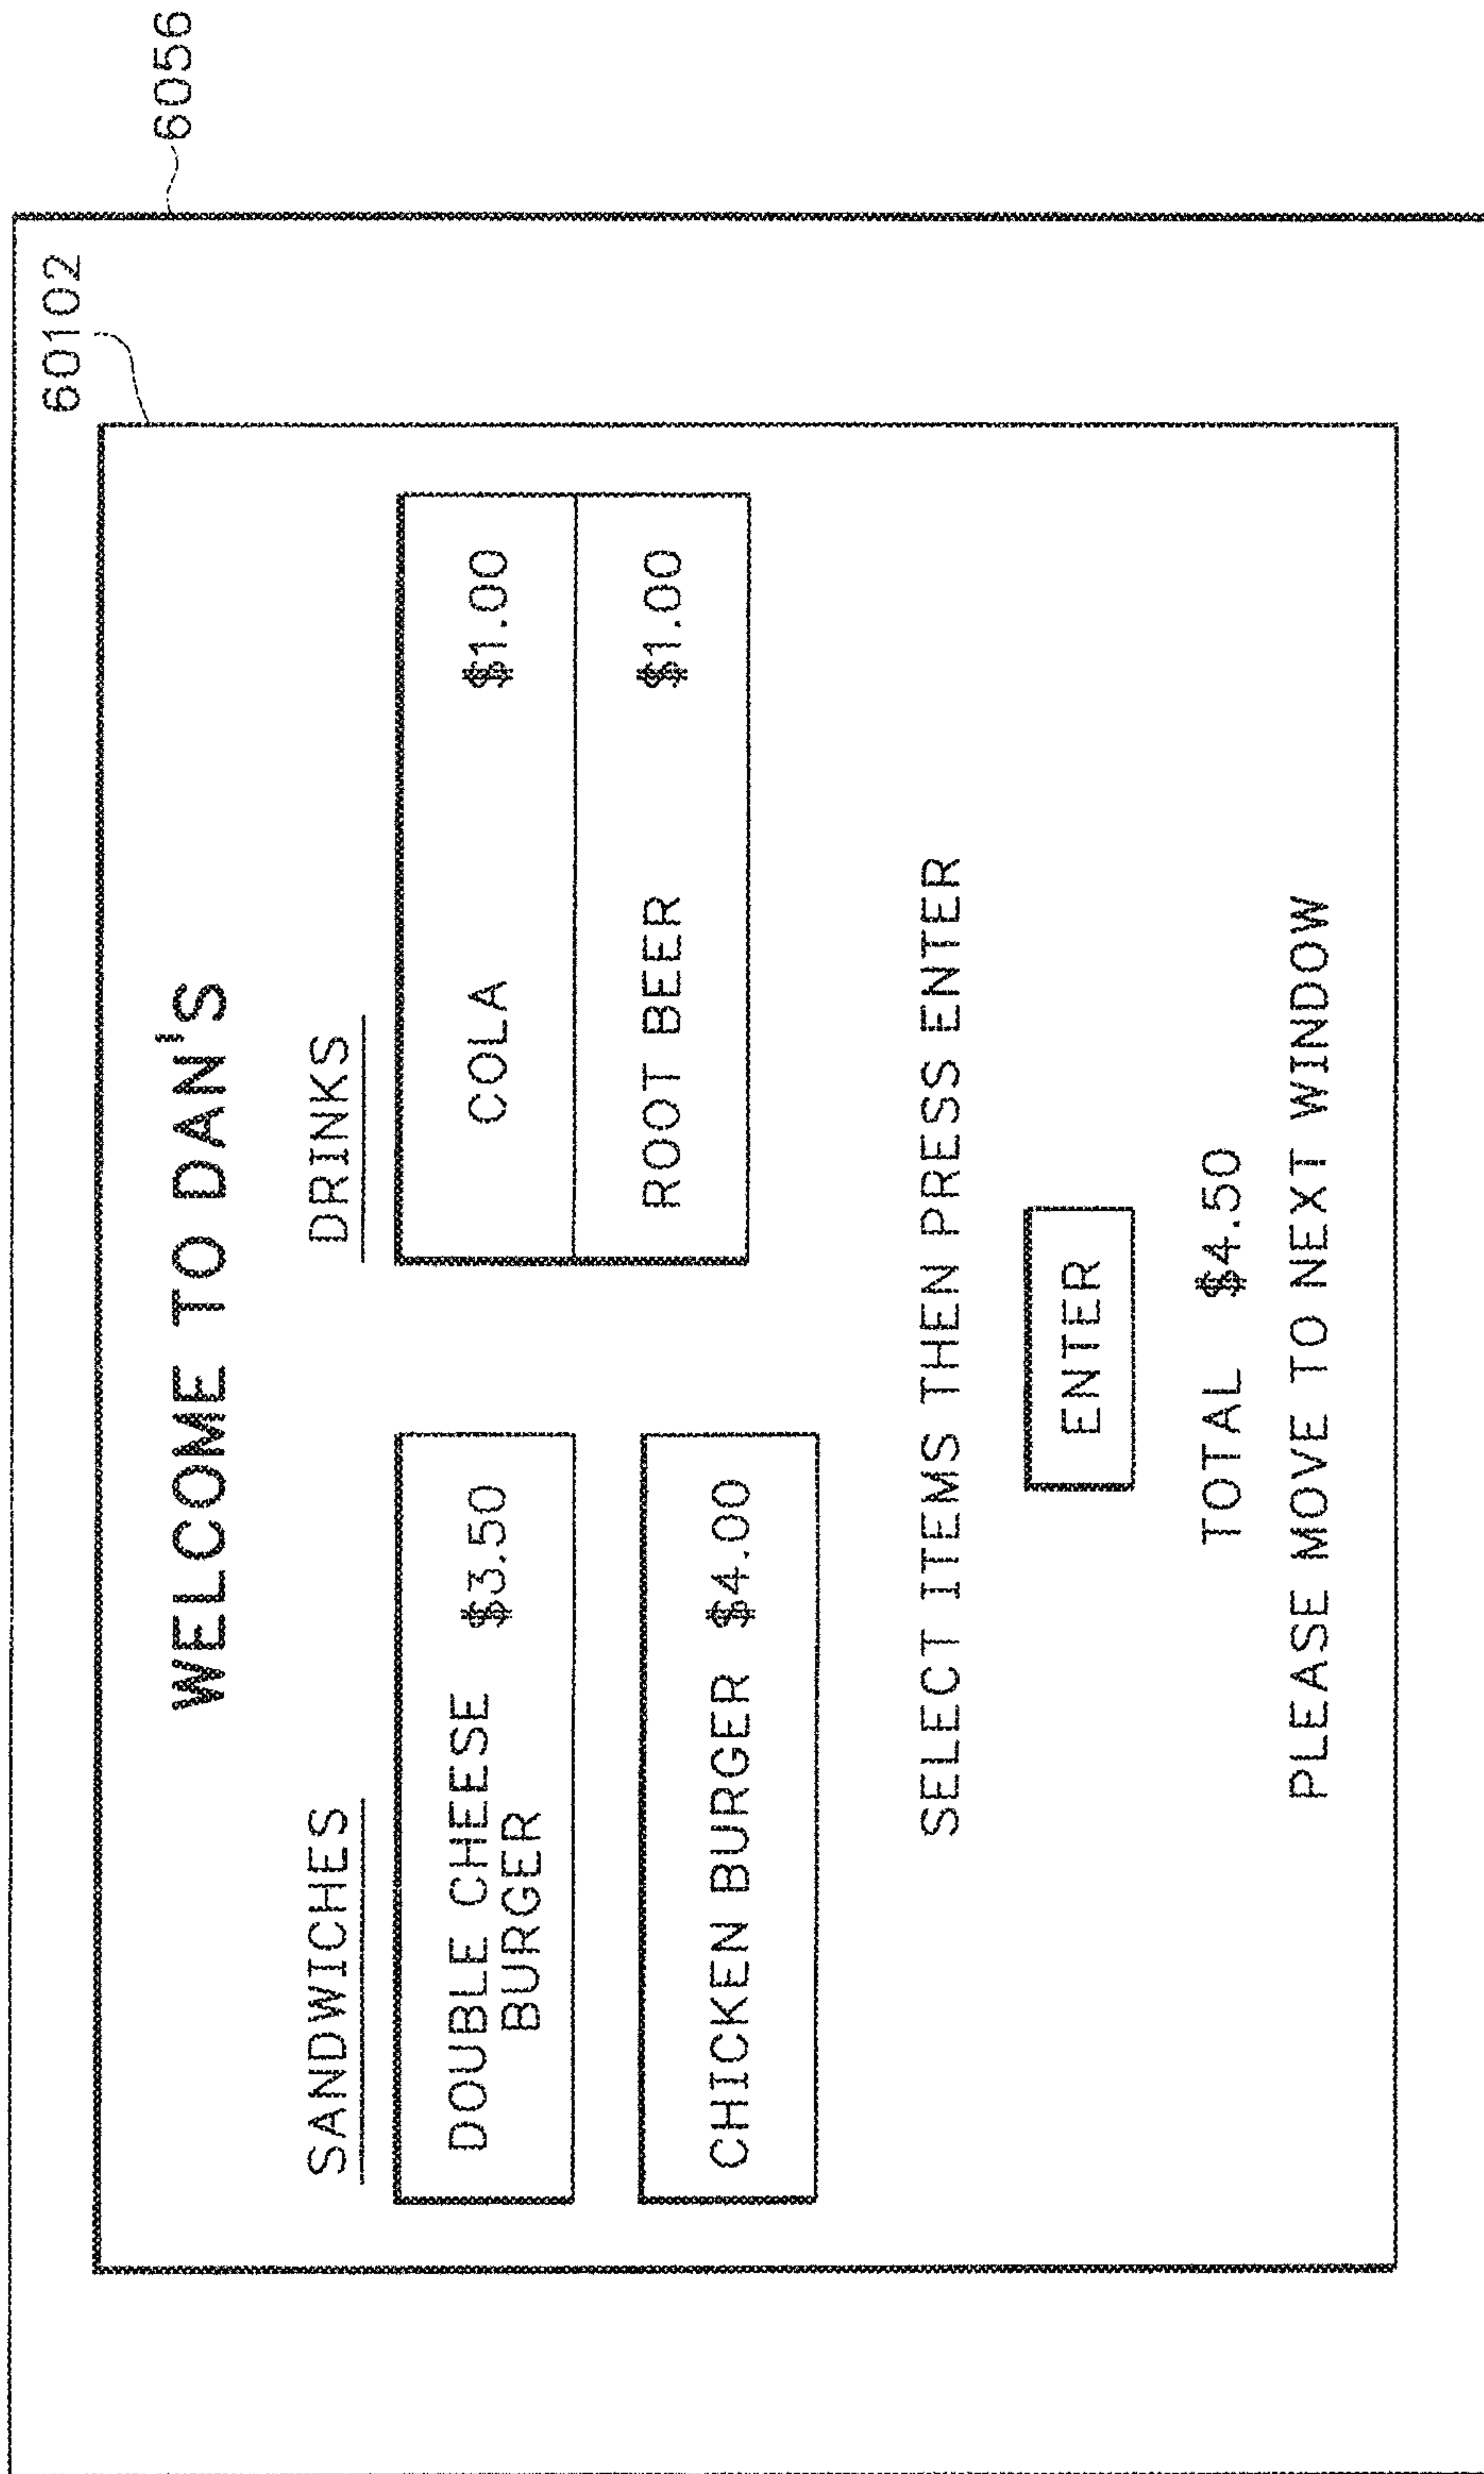 6056
60102
WELCOME TO DAN'S
SANDWICHES
DOUBLE CHEESE $3.50
BURGER
CHICKEN BURGER $4.00
DRINKS
COLA $1.00
ROOT BEER $1.00
SELECT ITEMS THEN PRESS ENTER
ENTER
TOTAL $4.50
PLEASE MOVE TO NEXT WINDOW